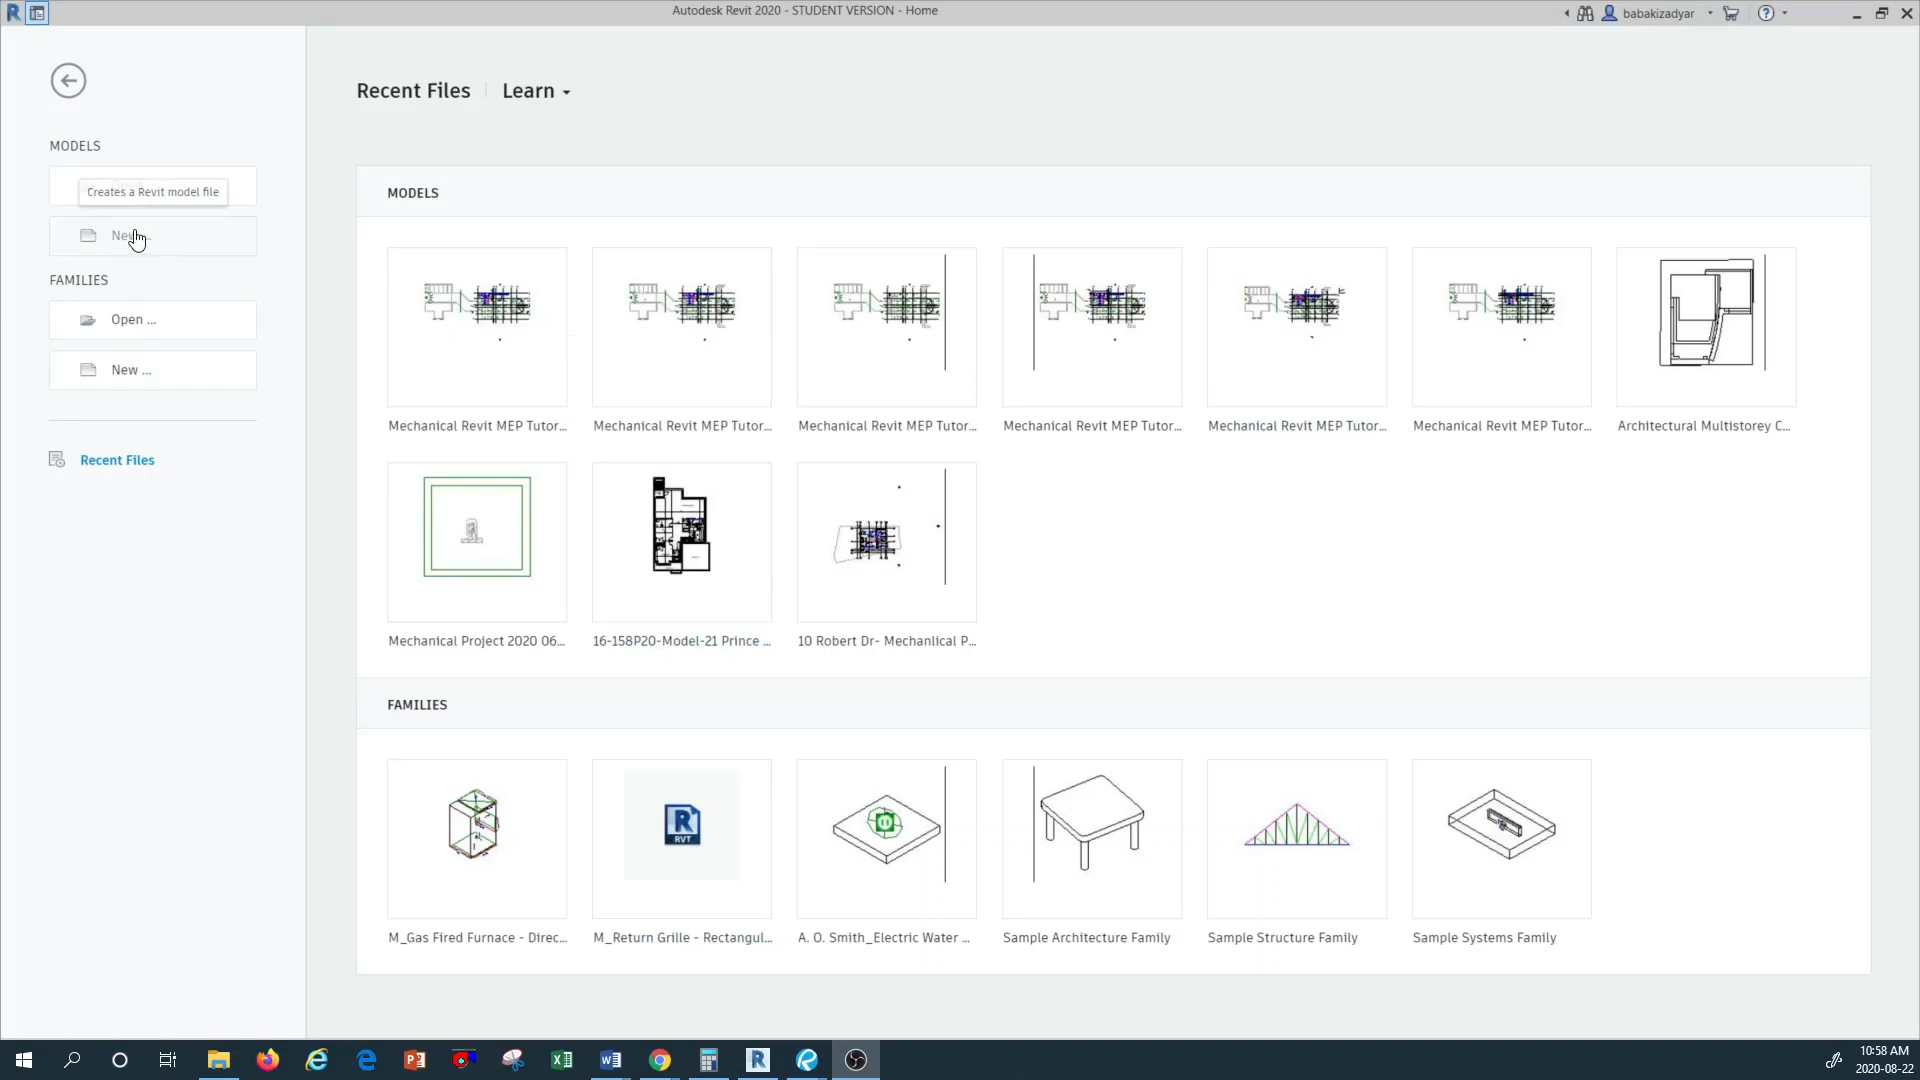 Autodesk Revit 2020 - STUDENT VERSION - Home
babakizadyar
Recent Files
Learn
MODELS
Creates a Revit model file
New ...
FAMILIES
Open ...
New ...
Recent Files
MODELS
Mechanical Revit MEP Tutor...
Mechanical Revit MEP Tutor...
Mechanical Revit MEP Tutor...
Mechanical Revit MEP Tutor...
Mechanical Revit MEP Tutor...
Mechanical Revit MEP Tutor...
Architectural Multistorey C...
Mechanical Project 2020 06...
16-158P20-Model-21 Prince ...
10 Robert Dr- Mechanlical P...
FAMILIES
R
RVT
M_Gas Fired Furnace - Direc...
M_Return Grille - Rectangul...
A. O. Smith_Electric Water ...
Sample Architecture Family
Sample Structure Family
Sample Systems Family
10:58 AM
2020-08-22